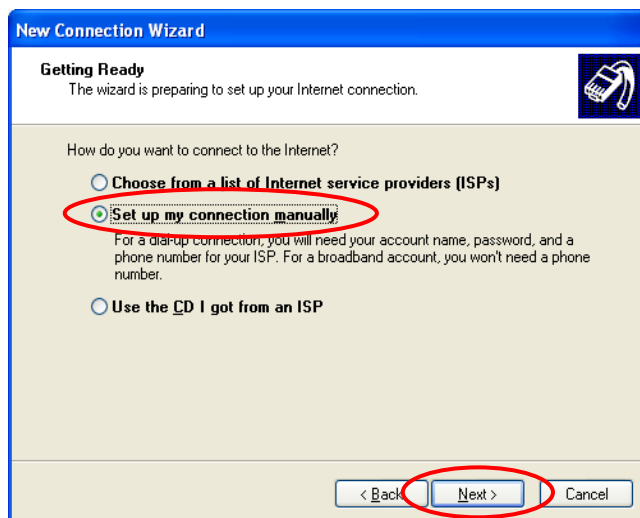 New Connection Wizard
Getting Ready
The wizard is preparing to set up your Internet connection.
How do you want to connect to the Internet?
Choose from a list of Internet service providers (ISPs)
Set up my connection manually
For a dial-up connection, you will need your account name, password, and a
phone number for your ISP. For a broadband account, you won't need a phone
number.
Use the CD I got from an ISP
< Back
Next >
Cancel